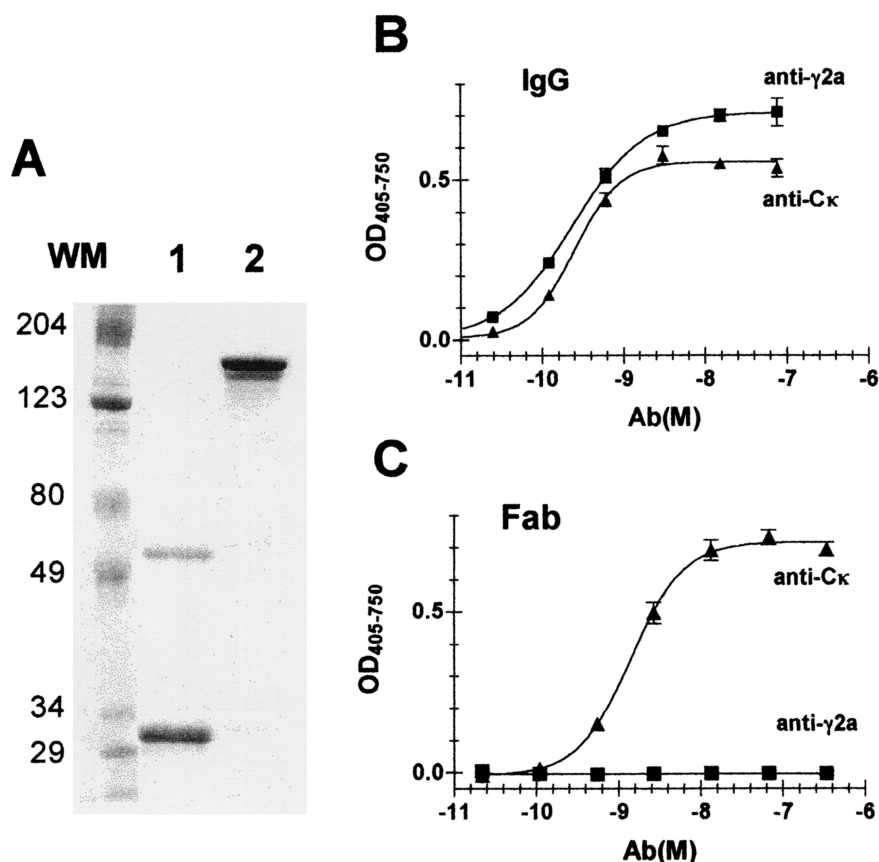 A
WM 1 2
204
123
80
49
34
29
B
IgG
anti-γ2a
anti-Cκ
OD405-750
0.5
0.0
-11 -10 -9 -8 -7 -6
Ab(M)
C
Fab
anti-Cκ
anti-γ2a
OD405-750
0.5
0.0
-11 -10 -9 -8 -7 -6
Ab(M)